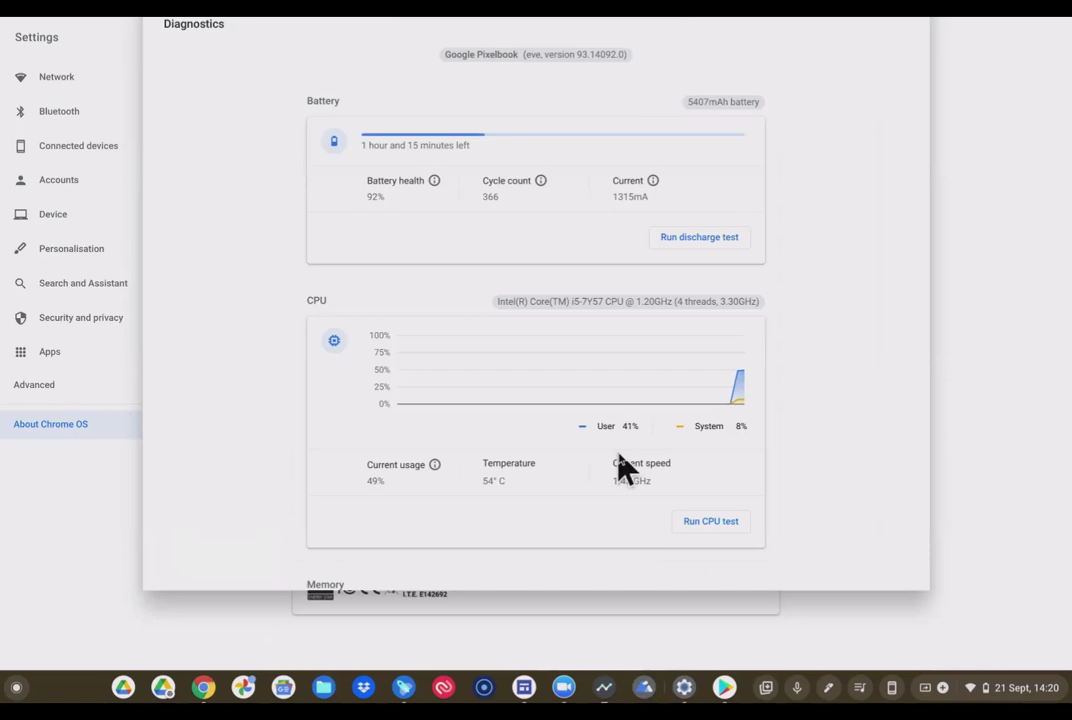 Diagnostics
Settings
Google Pixelbook (eve, version 93.14092.0)
Network
Bluetooth
Connected devices
Accounts
Device
Personalisation
Search and Assistant
Security and privacy
Apps
Advanced
About Chrome OS
Battery
5407mAh battery
1 hour and 15 minutes left
Battery health
Cycle count
Current
92%
366
1315mA
Run discharge test
CPU
Intel(R) Core(TM) i5-7Y57 CPU @ 1.20GHz (4 threads, 3.30GHz)
100%
75%
50%
25%
0%
User 41%
System 8%
Current usage
Temperature
speed
49%
54° C
GHz
Run CPU test
Memory
I.T.E. E142692
21 Sept, 14:20